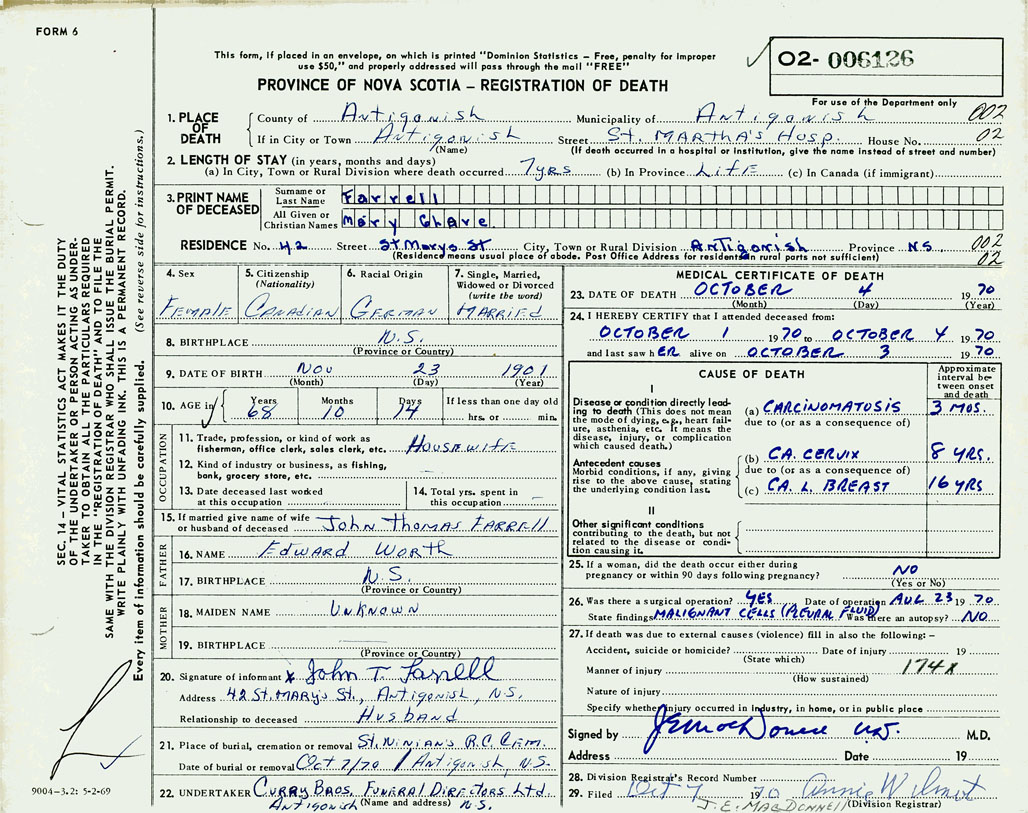 FORM 6
This form, if placed in an envelope, on which is printed "Dominion Statistics – Free, penalty for improper
use $50," and properly addressed will pass through the mail "FREE"
PROVINCE OF NOVA SCOTIA – REGISTRATION OF DEATH
02- 006126
For use of the Department only
1. PLACE OF DEATH County of Antigonish Municipality of Antigonish 002
If in City or Town Antigonish Street St. MARTHA'S HOSP. House No. 02
(Name) (If death occurred in a hospital or institution, give the name instead of street and number)
2. LENGTH OF STAY (in years, months and days)
(a) In City, Town or Rural Division where death occurred 7yrs (b) In Province LifE (c) In Canada (if immigrant)
3. PRINT NAME OF DECEASED
Surname or Last Name Farrell
All Given or Christian Names Mary Clare
RESIDENCE No. 42 Street St Marys St City, Town or Rural Division Antigonish Province N.S. 002
(Residence means usual place of abode. Post Office Address for residents in rural parts not sufficient) 02
4. Sex FEMALE
5. Citizenship (Nationality) CANADIAN
6. Racial Origin GERMAN
7. Single, Married, Widowed or Divorced (write the word) MARRIED
8. BIRTHPLACE N.S.
(Province or Country)
9. DATE OF BIRTH Nov 23 1901
(Month) (Day) (Year)
10. AGE in Years 68 Months 10 Days 14 If less than one day old
hrs. or min.
OCCUPATION
11. Trade, profession, or kind of work as
fisherman, office clerk, sales clerk, etc. HOUSEWIFE
12. Kind of industry or business, as fishing,
bank, grocery store, etc.
13. Date deceased last worked
at this occupation
14. Total yrs. spent in
this occupation –
15. If married give name of wife
or husband of deceased John Thomas FARRELL
FATHER
16. NAME EDWARD WORTH
17. BIRTHPLACE N.S.
(Province or Country)
MOTHER
18. MAIDEN NAME UNKNOWN
19. BIRTHPLACE
(Province or Country)
20. Signature of informant x John T. Farrell
Address 42 St. MARY'S St., Antigonish, N.S.
Relationship to deceased HUSBAND
21. Place of burial, cremation or removal St. NINIAN'S R.C. CEM.
Date of burial or removal Oct 7/70 / Antigonish, N.S.
22. UNDERTAKER CURRY BROS. FUNERAL DIRECTORS Ltd.
Antigonish (Name and address) N.S.
MEDICAL CERTIFICATE OF DEATH
23. DATE OF DEATH OCTOBER 4 1970
(Month) (Day) (Year)
24. I HEREBY CERTIFY that I attended deceased from:
OCTOBER 1 1970 to OCTOBER 4 1970
and last saw hER alive on OCTOBER 3 1970
CAUSE OF DEATH
Approximate interval between onset and death
I
Disease or condition directly leading to death (This does not mean the mode of dying, e.g., heart failure, asthenia, etc. It means the disease, injury, or complication which caused death.)
(a) CARCINOMATOSIS 3 MOS.
due to (or as a consequence of)
Antecedent causes
Morbid conditions, if any, giving rise to the above cause, stating the underlying condition last.
(b) CA. CERVIX 8 YRS.
due to (or as a consequence of)
(c) CA. L. BREAST 16 YRS
II
Other significant conditions
contributing to the death, but not related to the disease or condition causing it.
25. If a woman, did the death occur either during
pregnancy or within 90 days following pregnancy? NO
(Yes or No)
26. Was there a surgical operation? YES Date of operation AUG 23 1970
State findings MALIGNANT CELLS (PLEURAL FLUID) Was there an autopsy? NO
27. If death was due to external causes (violence) fill in also the following: –
Accident, suicide or homicide? Date of injury 19
(State which)
Manner of injury 174x
(How sustained)
Nature of injury
Specify whether injury occurred in industry, in home, or in public place
Signed by M.D.
Address Date 19
28. Division Registrar's Record Number
29. Filed Oct 7 1970 Annie Wilmot
J. E. MACDONNELL (Division Registrar)
SEC. 14 – VITAL STATISTICS ACT MAKES IT THE DUTY
OF THE UNDERTAKER OR PERSON ACTING AS UNDER-
TAKER TO OBTAIN ALL THE PARTICULARS REQUIRED
IN THE "REGISTRATION OF DEATH" AND TO FILE THE
SAME WITH THE DIVISION REGISTRAR WHO SHALL ISSUE THE BURIAL PERMIT.
WRITE PLAINLY WITH UNFADING INK. THIS IS A PERMANENT RECORD.
Every item of information should be carefully supplied. (See reverse side for instructions.)
9004-3.2: 5-2-69